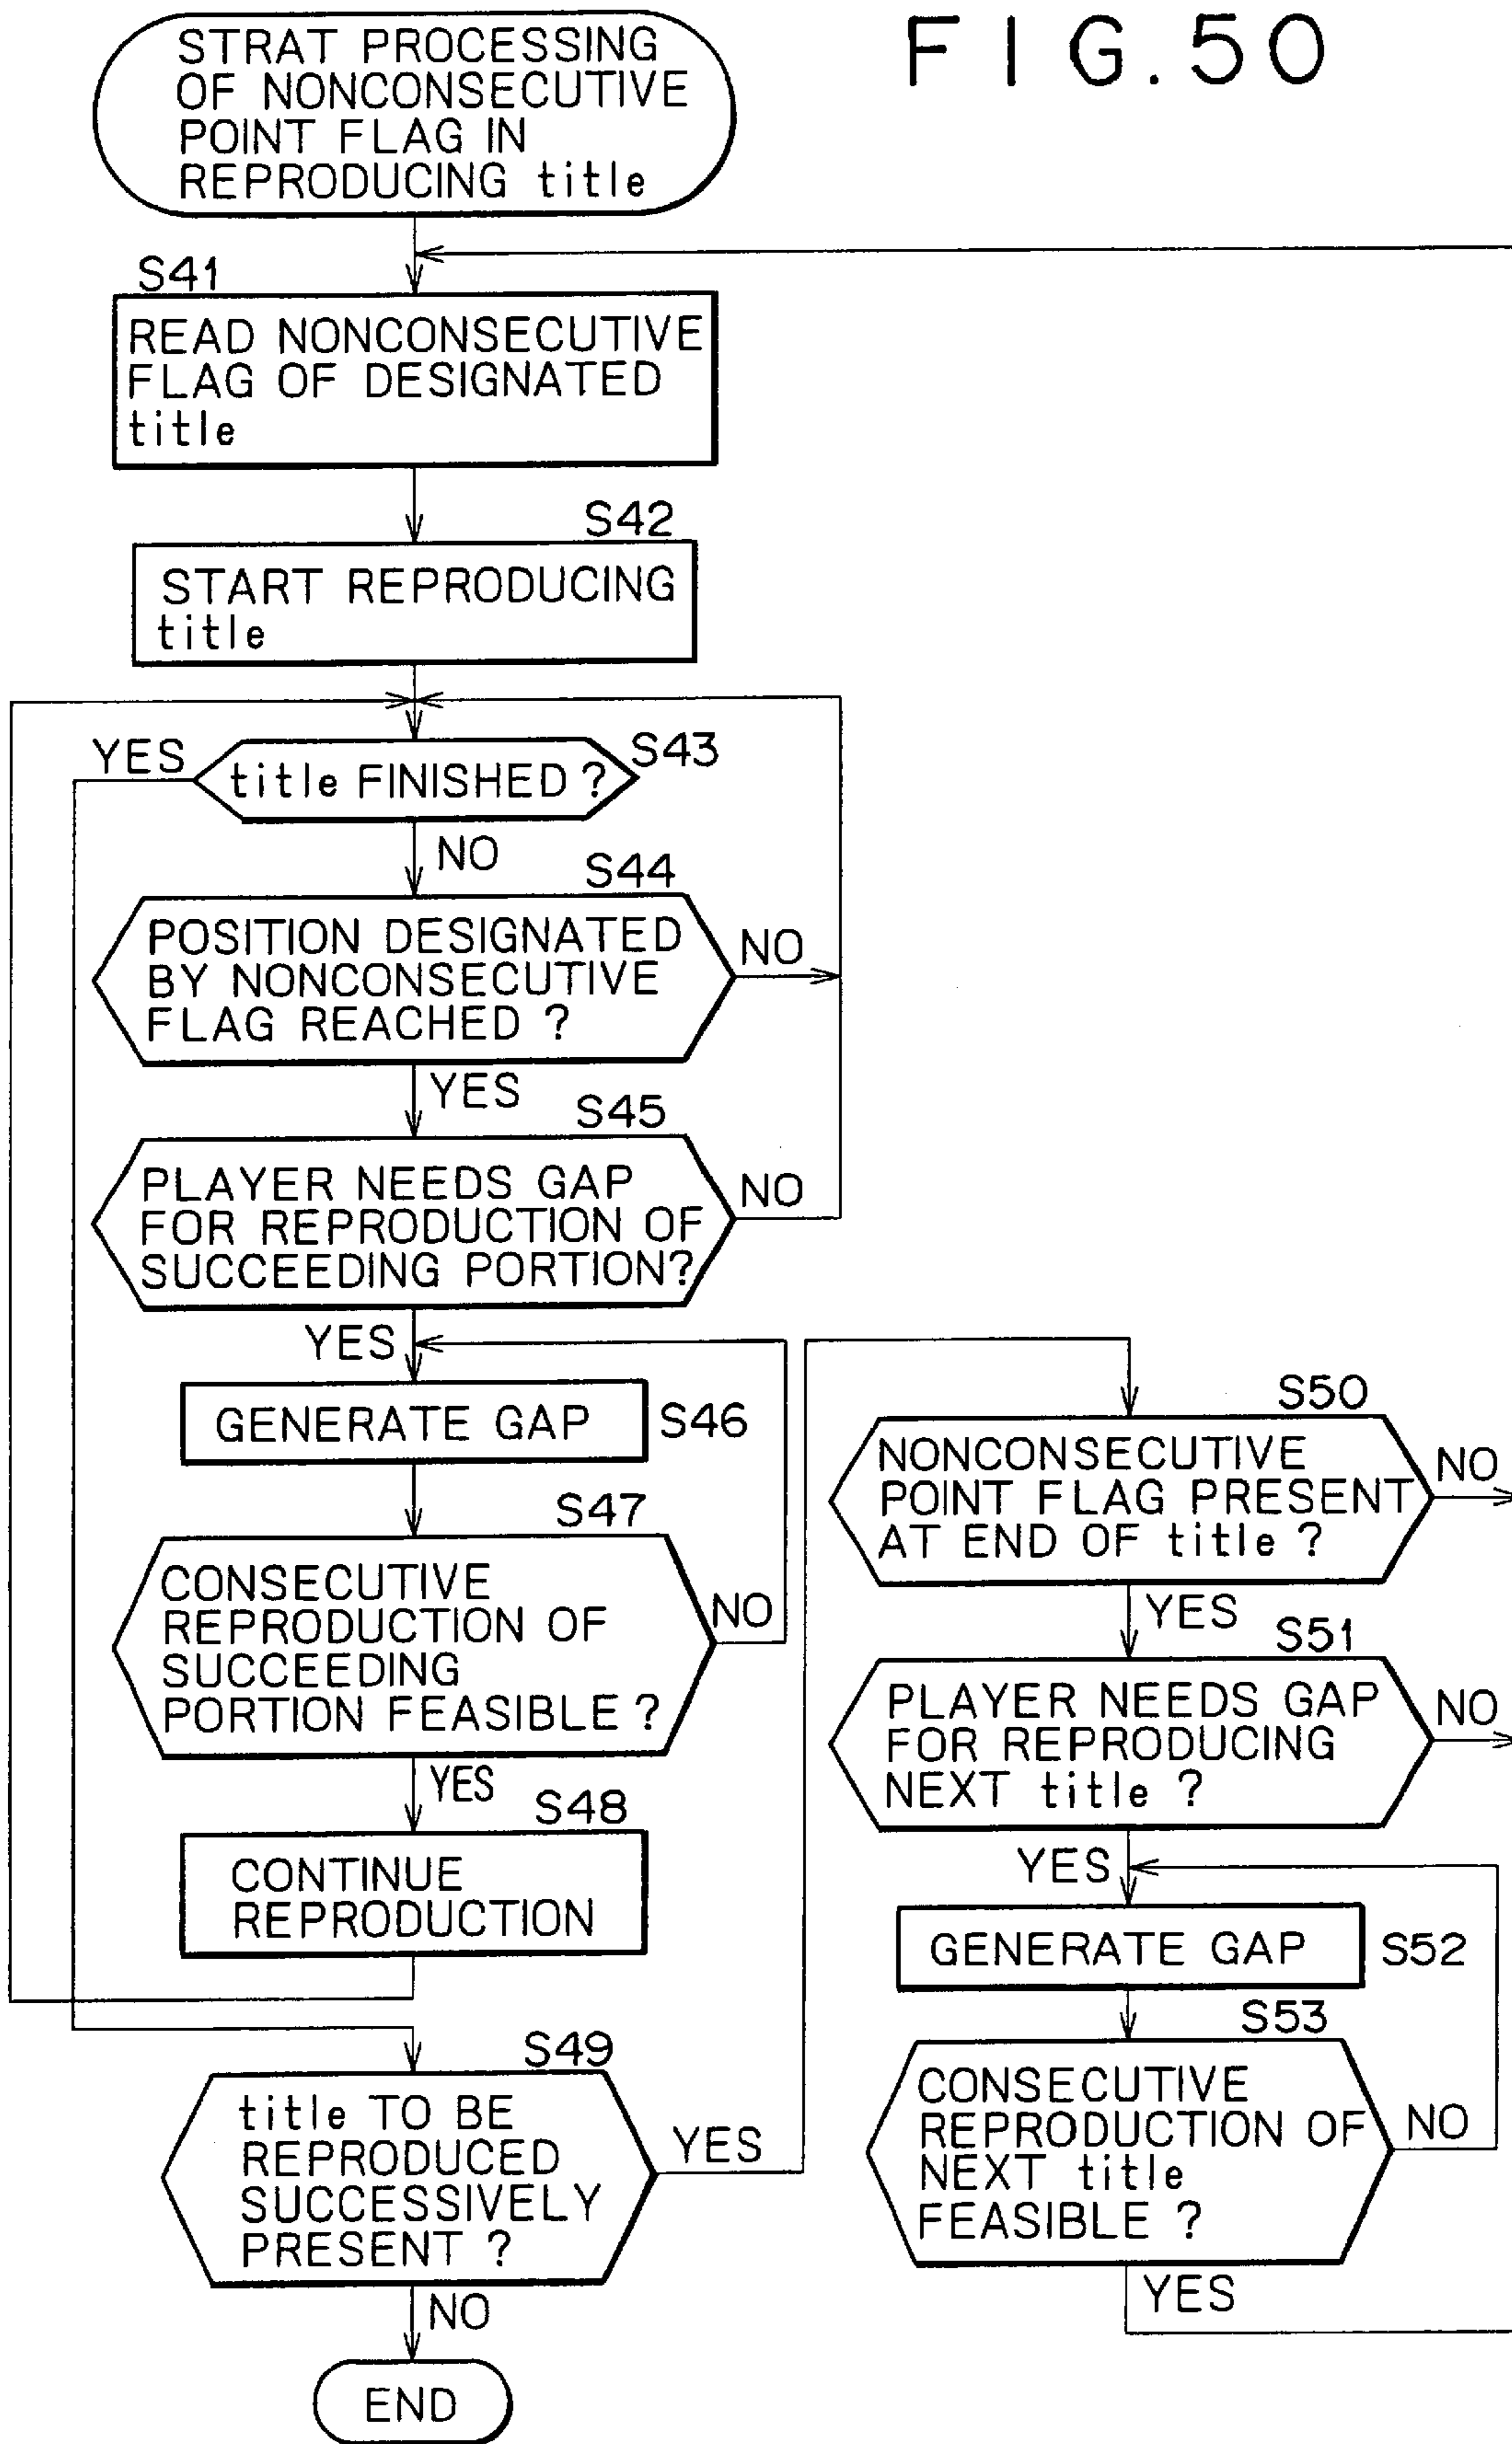 FIG.50
STRAT PROCESSING
OF NONCONSECUTIVE
POINT FLAG IN
REPRODUCING title
S41
READ NONCONSECUTIVE
FLAG OF DESIGNATED
title
S42
START REPRODUCING
title
S43
title FINISHED ?
YES
NO
S44
POSITION DESIGNATED
BY NONCONSECUTIVE
FLAG REACHED ?
NO
YES
S45
PLAYER NEEDS GAP
FOR REPRODUCTION OF
SUCCEEDING PORTION?
NO
YES
GENERATE GAP
S46
S47
CONSECUTIVE
REPRODUCTION OF
SUCCEEDING
PORTION FEASIBLE ?
NO
YES
S48
CONTINUE
REPRODUCTION
S49
title TO BE
REPRODUCED
SUCCESSIVELY
PRESENT ?
YES
NO
END
S50
NONCONSECUTIVE
POINT FLAG PRESENT
AT END OF title ?
NO
YES
S51
PLAYER NEEDS GAP
FOR REPRODUCING
NEXT title ?
NO
YES
GENERATE GAP
S52
S53
CONSECUTIVE
REPRODUCTION OF
NEXT title
FEASIBLE ?
NO
YES